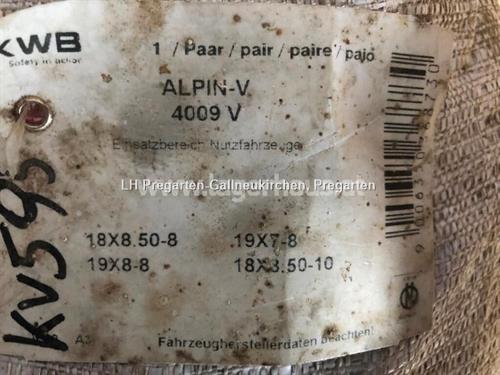 KWB
Safety in action
1 / Paar / pair / paire / pajo
ALPIN-V
4009 V
Einsatzbereich Nutzfahrzeuge
LH Pregarten-Gallneukirchen, Pregarten
18X8.50-8 19X7-8
19X8-8 18X8.50-10
KV595
Fahrzeugherstellerdaten beachten!